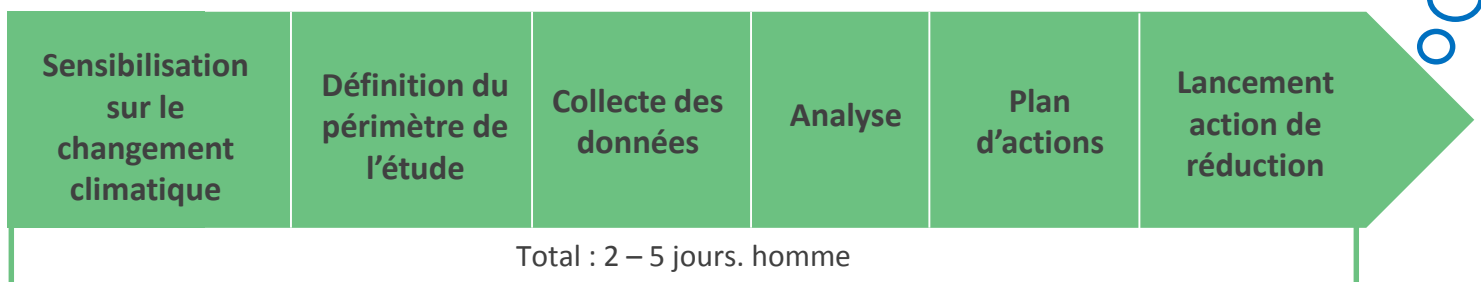 Sensibilisation
sur le
changement
climatique
Définition du
périmètre de
l’étude
Collecte des
données
Analyse
Plan
d’actions
Lancement
action de
réduction
Total : 2 – 5 jours. homme